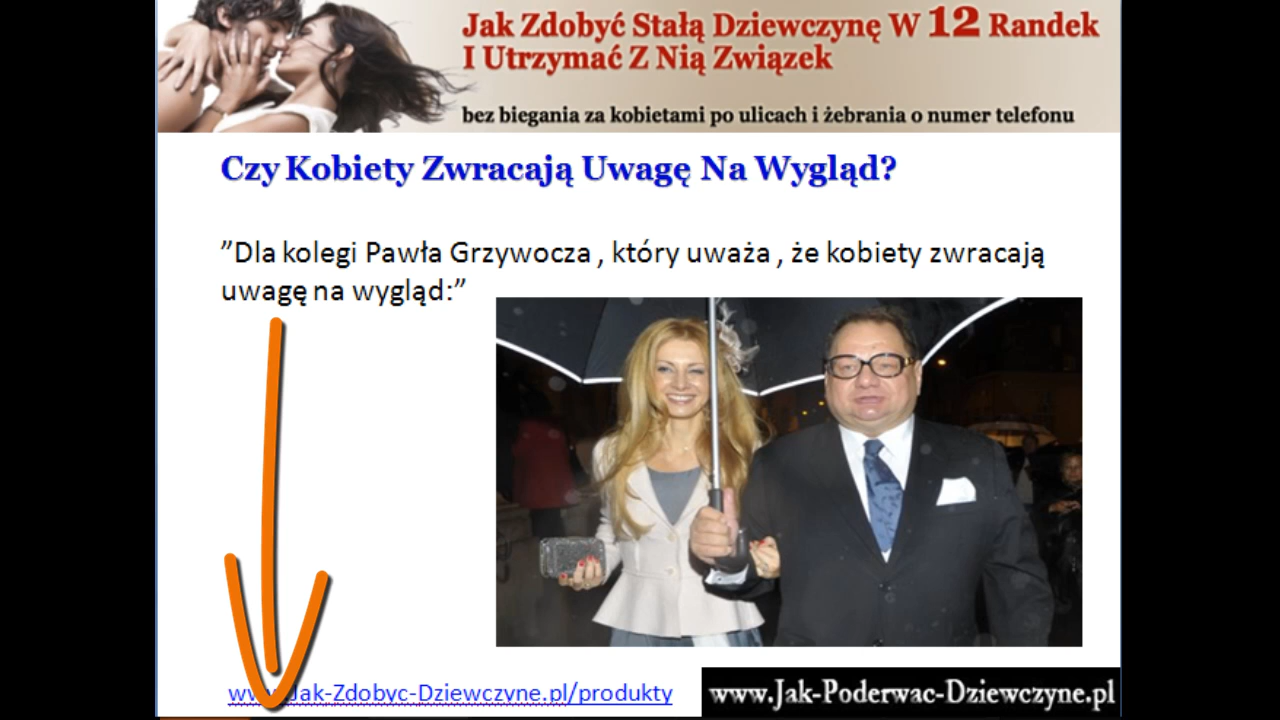 Jak Zdobyć Stałą Dziewczynę W 12 Randek
I Utrzymać Z Nią Związek
bez biegania za kobietami po ulicach i żebrania o numer telefonu
Czy Kobiety Zwracają Uwagę Na Wygląd?
”Dla kolegi Pawła Grzywocza , który uważa , że kobiety zwracają
uwagę na wygląd:”
www.Jak-Zdobyc-Dziewczyne.pl/produkty
www.Jak-Poderwac-Dziewczyne.pl